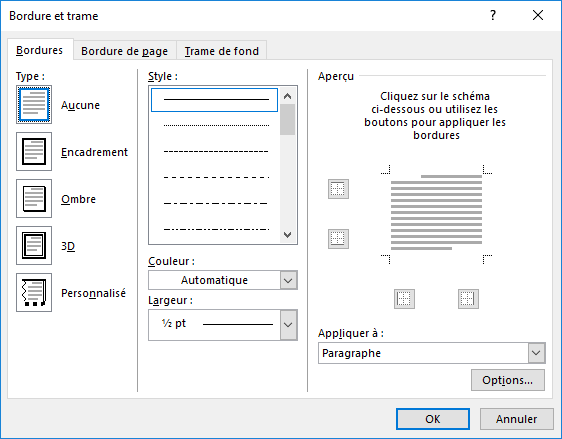 Bordure et trame
?
Bordures
Bordure de page
Trame de fond
Type :
Aucune
Encadrement
Ombre
3D
Personnalisé
Style :
Couleur :
Automatique
Largeur :
½ pt
Aperçu
Cliquez sur le schéma
ci-dessous ou utilisez les
boutons pour appliquer les
bordures
Appliquer à :
Paragraphe
Options...
OK
Annuler